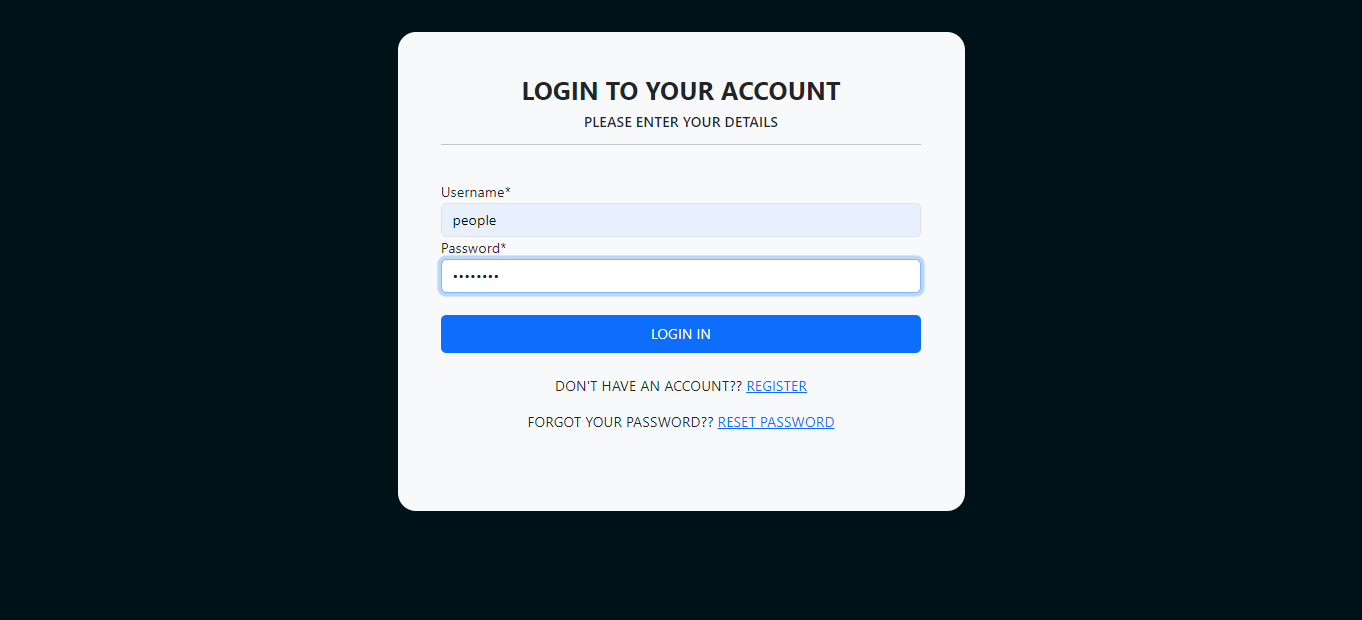 LOGIN TO YOUR ACCOUNT
PLEASE ENTER YOUR DETAILS
Username*
people
Password*
••••••••
LOGIN IN
DON'T HAVE AN ACCOUNT?? REGISTER
FORGOT YOUR PASSWORD?? RESET PASSWORD